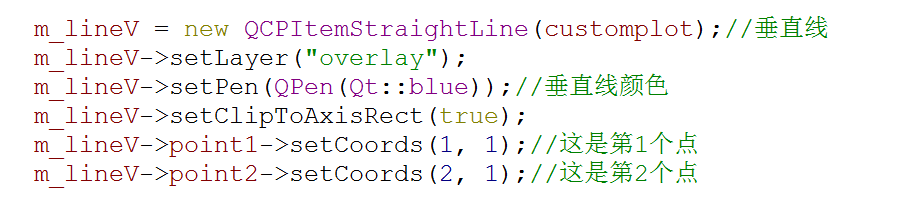 m_lineV = new QCPItemStraightLine(customplot);//垂直线
m_lineV->setLayer("overlay");
m_lineV->setPen(QPen(Qt::blue));//垂直线颜色
m_lineV->setClipToAxisRect(true);
m_lineV->point1->setCoords(1, 1);//这是第1个点
m_lineV->point2->setCoords(2, 1);//这是第2个点